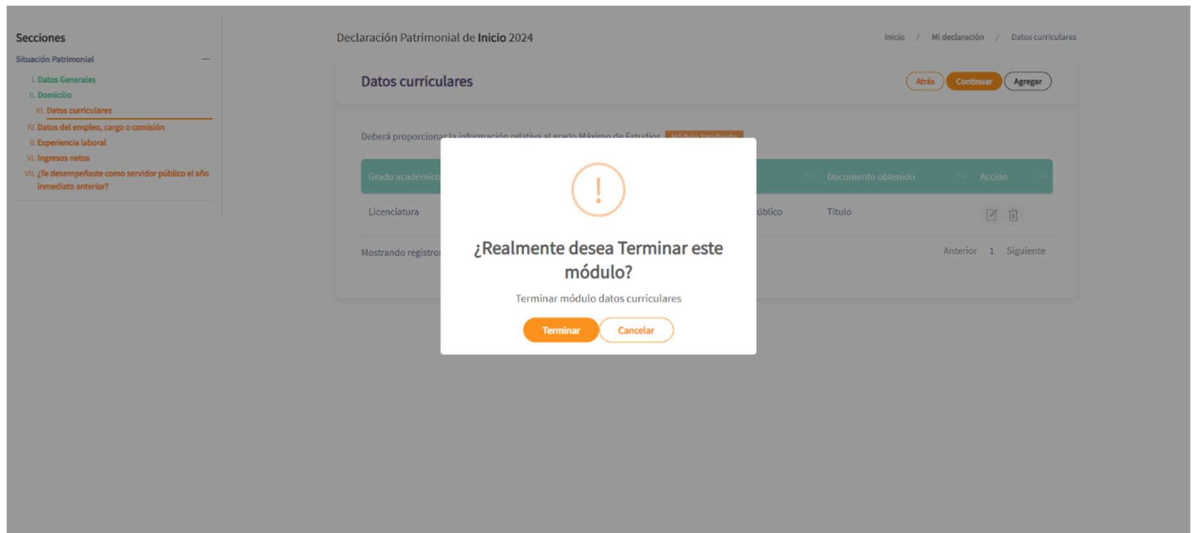 Secciones
Situación Patrimonial
I. Datos Generales
II. Domicilio
III. Datos curriculares
IV. Datos del empleo, cargo o comisión
V. Experiencia laboral
VI. Ingresos netos
VII. ¿Te desempeñaste como servidor público el año
inmediato anterior?
Declaración Patrimonial de Inicio 2024
Inicio / Mi declaración / Datos curriculares
Datos curriculares
Atrás Continuar Agregar
Deberá proporcionar la información relativa al grado Máximo de Estudios
Grado académico Documento obtenido Acción
Licenciatura Público Título
Mostrando registros Anterior 1 Siguiente
!
¿Realmente desea Terminar este
módulo?
Terminar módulo datos curriculares
Terminar Cancelar